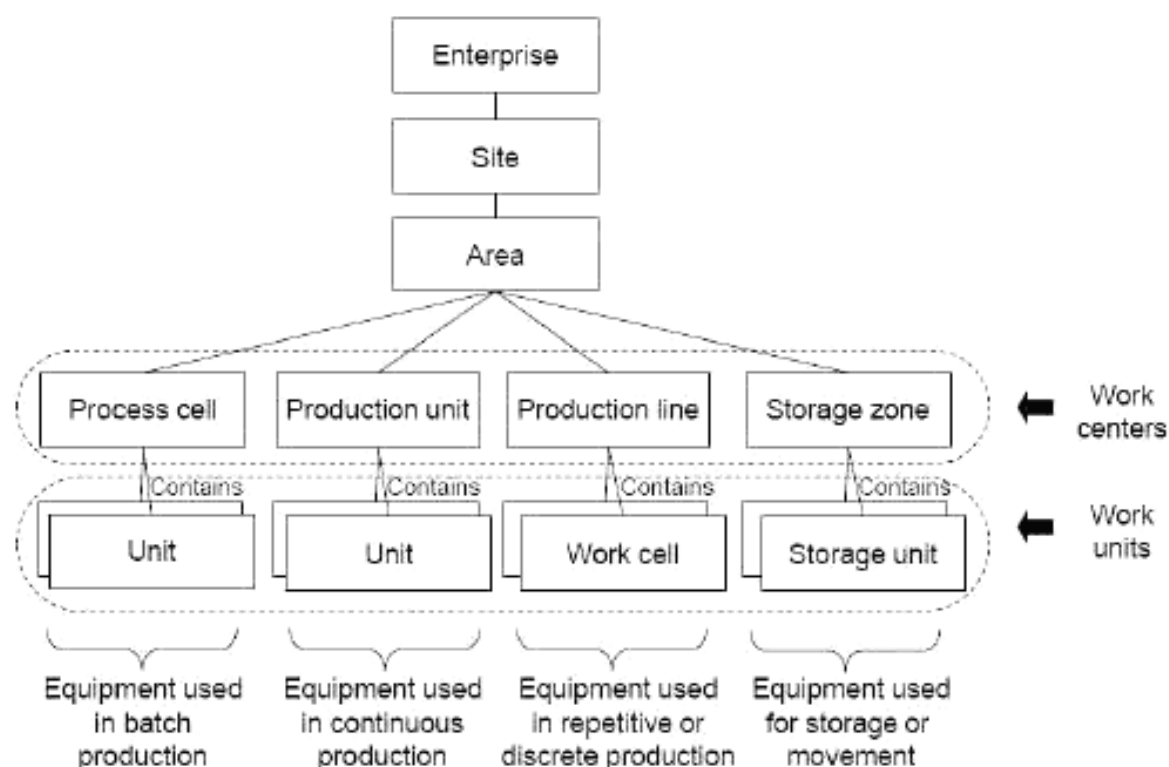 Enterprise
Site
Area
Process cell
Production unit
Production line
Storage zone
Work
centers
Contains
Contains
Contains
Contains
Unit
Unit
Work cell
Storage unit
Work
units
Equipment used
in batch
production
Equipment used
in continuous
production
Equipment used
in repetitive or
discrete production
Equipment used
for storage or
movement